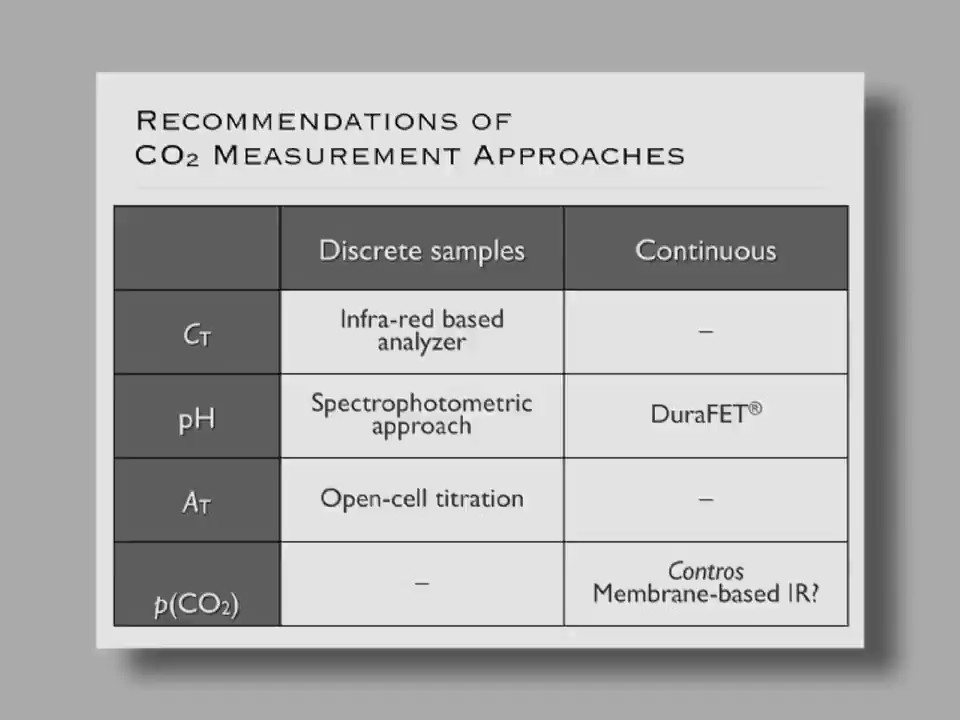 RECOMMENDATIONS OF
CO₂ MEASUREMENT APPROACHES
Discrete samples
Continuous
CT
Infra-red based
analyzer
–
pH
Spectrophotometric
approach
DuraFET®
AT
Open-cell titration
–
p(CO₂)
–
Contros
Membrane-based IR?